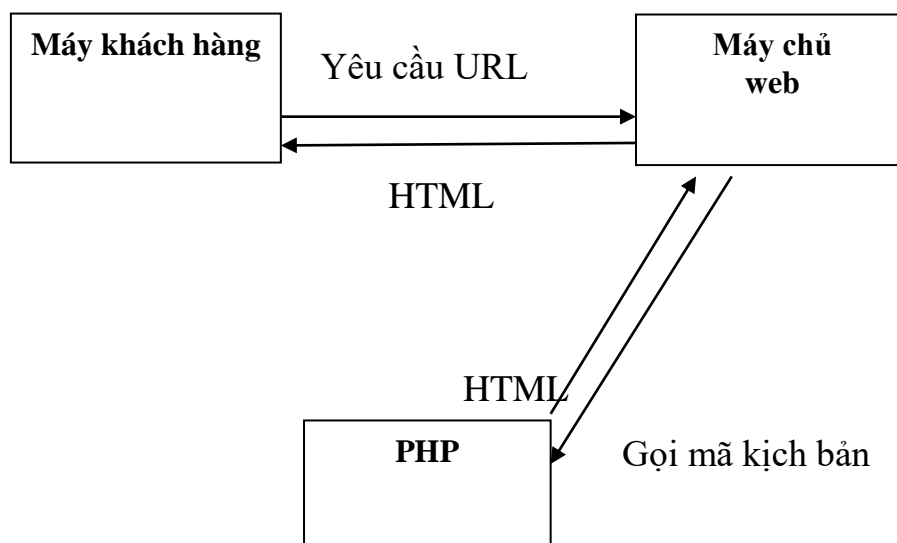 Máy khách hàng
Yêu cầu URL
Máy chủ
web
HTML
HTML
PHP
Gọi mã kịch bản